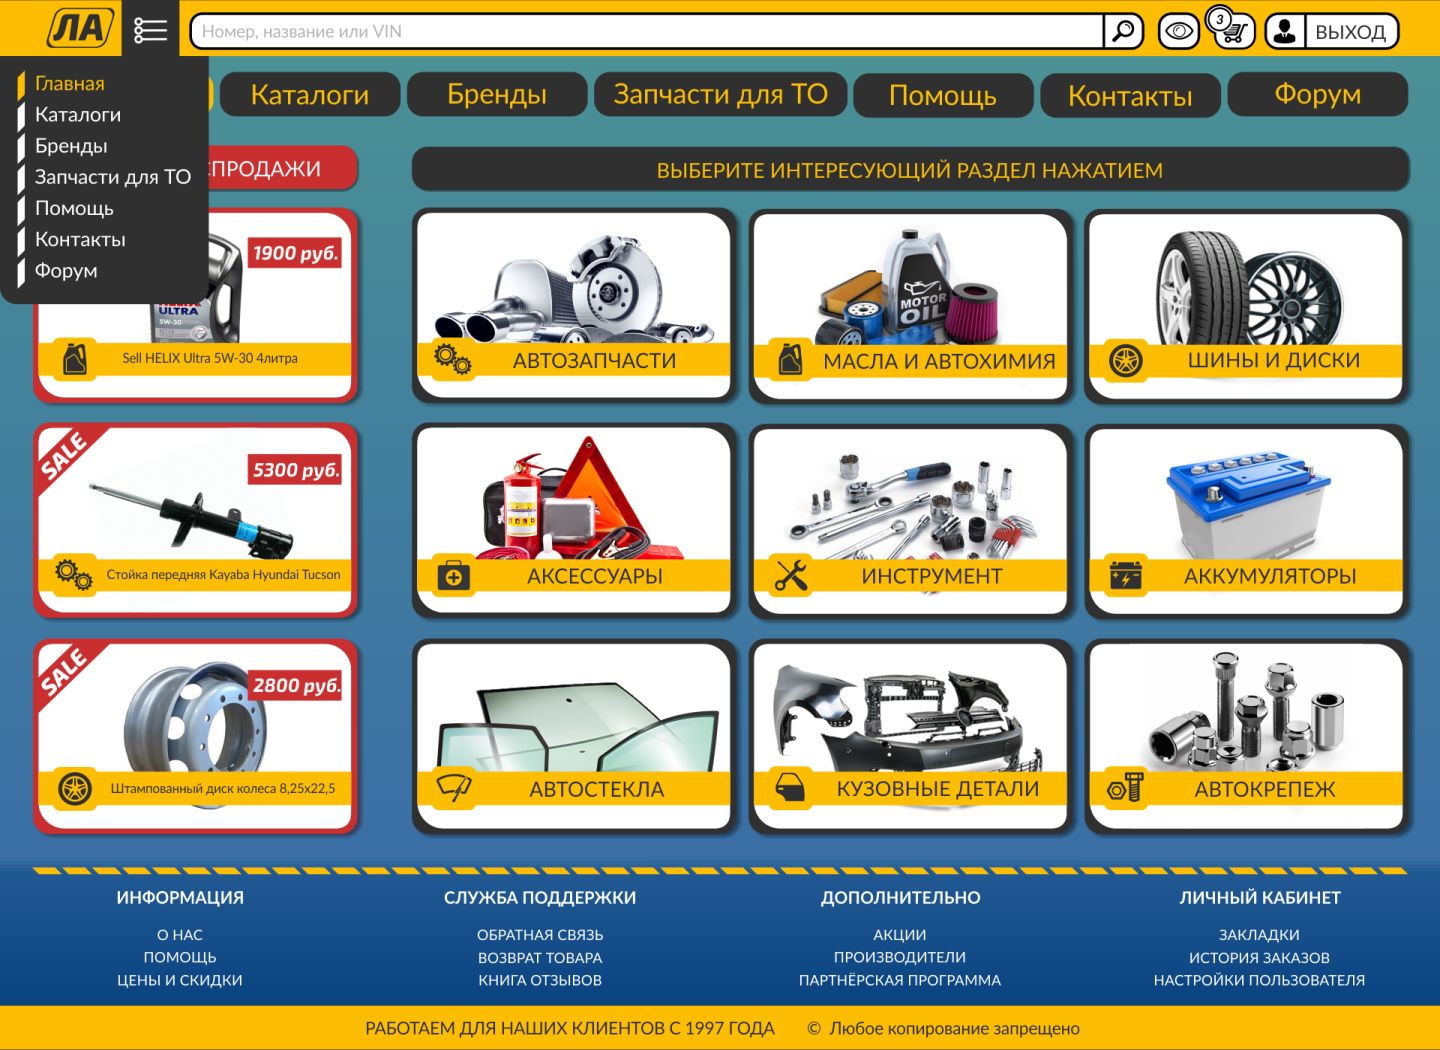 ЛА
Номер, название или VIN
3
ВЫХОД
Главная
Каталоги
Бренды
Запчасти для ТО
Помощь
Контакты
Форум
Каталоги
Бренды
Запчасти для ТО
Помощь
Контакты
Форум
СПРОДАЖИ
ВЫБЕРИТЕ ИНТЕРЕСУЮЩИЙ РАЗДЕЛ НАЖАТИЕМ
1900 руб.
HELIX
ULTRA
5W-30
Sell HELIX Ultra 5W-30 4литра
АВТОЗАПЧАСТИ
MOTOR
OIL
МАСЛА И АВТОХИМИЯ
ШИНЫ И ДИСКИ
SALE
5300 руб.
Стойка передняя Kayaba Hyundai Tucson
АКСЕССУАРЫ
ИНСТРУМЕНТ
АККУМУЛЯТОРЫ
SALE
2800 руб.
Штампованный диск колеса 8,25x22,5
АВТОСТЕКЛА
КУЗОВНЫЕ ДЕТАЛИ
АВТОКРЕПЕЖ
ИНФОРМАЦИЯ
О НАС
ПОМОЩЬ
ЦЕНЫ И СКИДКИ
СЛУЖБА ПОДДЕРЖКИ
ОБРАТНАЯ СВЯЗЬ
ВОЗВРАТ ТОВАРА
КНИГА ОТЗЫВОВ
ДОПОЛНИТЕЛЬНО
АКЦИИ
ПРОИЗВОДИТЕЛИ
ПАРТНЁРСКАЯ ПРОГРАММА
ЛИЧНЫЙ КАБИНЕТ
ЗАКЛАДКИ
ИСТОРИЯ ЗАКАЗОВ
НАСТРОЙКИ ПОЛЬЗОВАТЕЛЯ
РАБОТАЕМ ДЛЯ НАШИХ КЛИЕНТОВ С 1997 ГОДА © Любое копирование запрещено